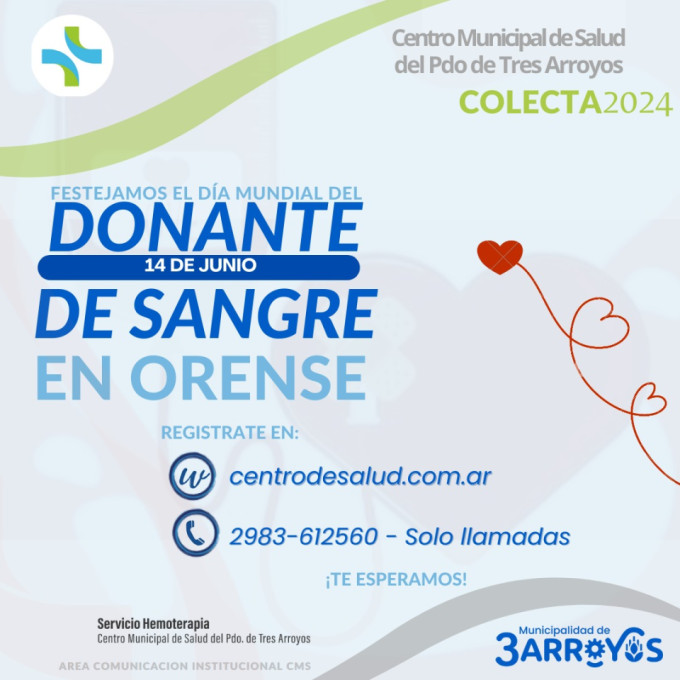 Centro Municipal de Salud
del Pdo de Tres Arroyos
COLECTA2024
FESTEJAMOS EL DÍA MUNDIAL DEL
DONANTE
14 DE JUNIO
DE SANGRE
EN ORENSE
REGISTRATE EN:
w
centrodesalud.com.ar
2983-612560 - Solo llamadas
¡TE ESPERAMOS!
Servicio Hemoterapia
Centro Municipal de Salud del Pdo. de Tres Arroyos
AREA COMUNICACION INSTITUCIONAL CMS
Municipalidad de
3ARROYOS